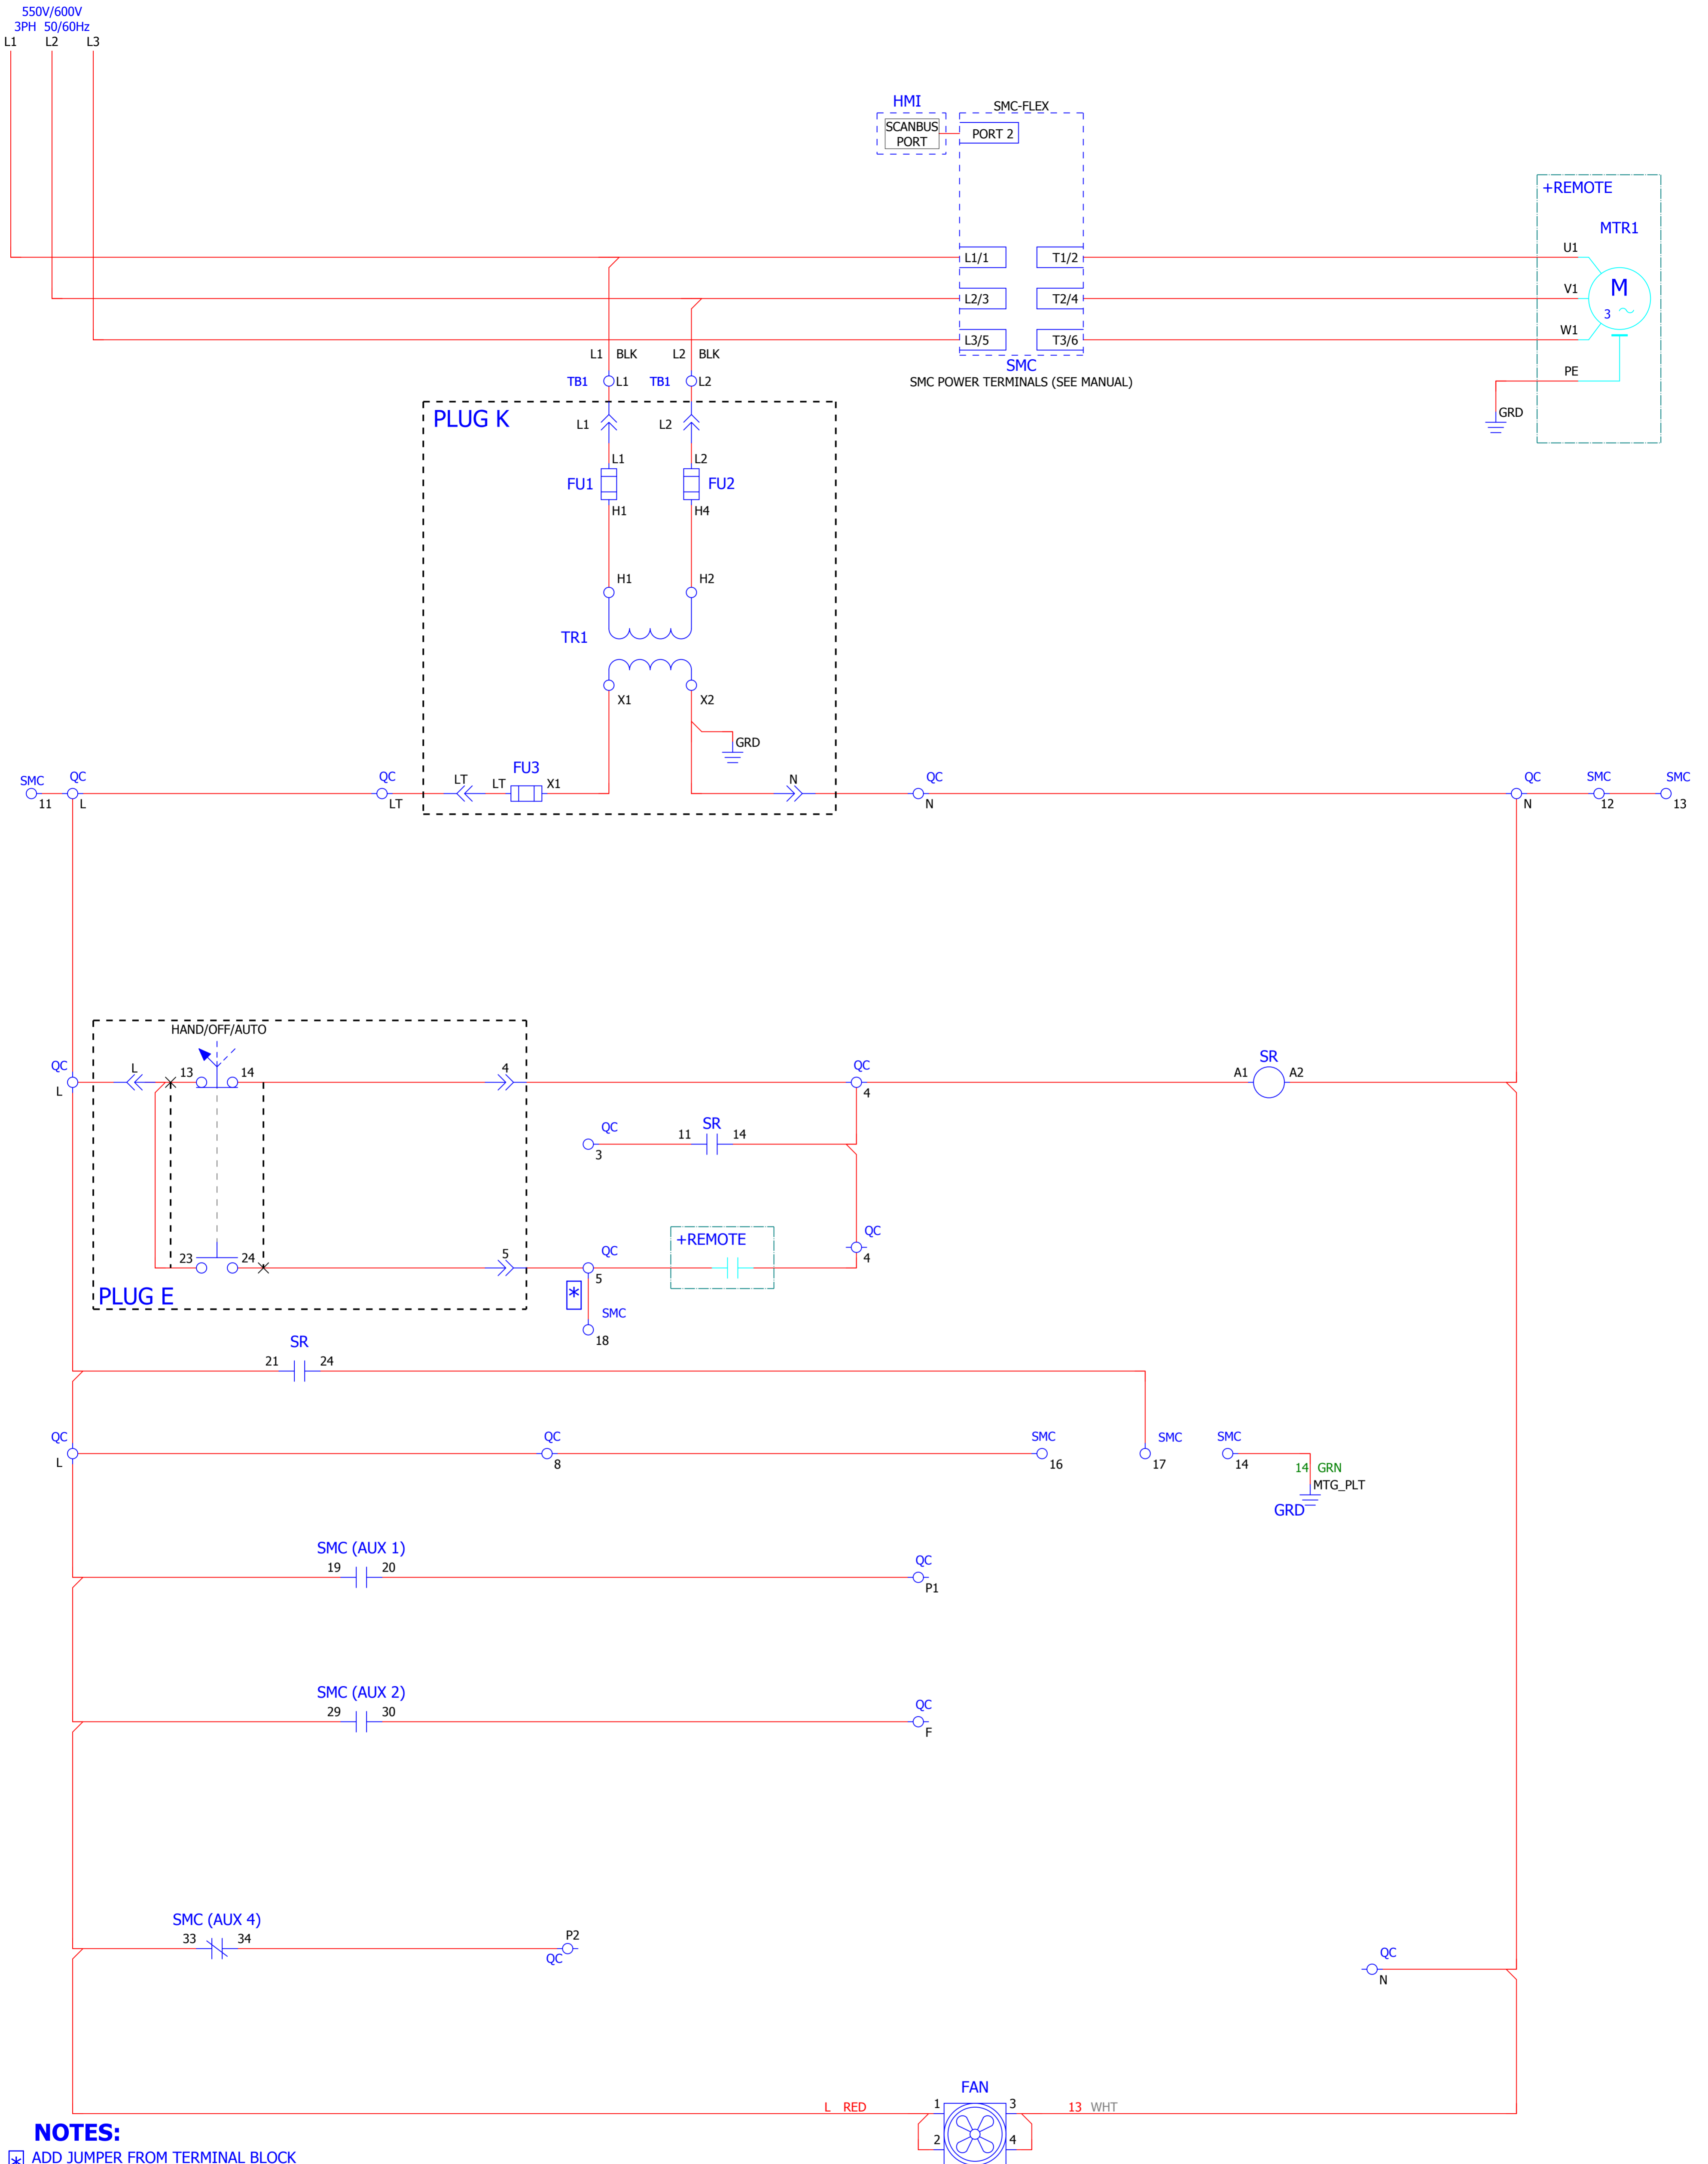 550V/600V
3PH 50/60Hz
L1 L2 L3
HMI
SMC-FLEX
SCANBUS
PORT
PORT 2
+REMOTE
MTR1
U1
L1/1 T1/2
V1
M
3
L2/3 T2/4
W1
L3/5 T3/6
L1 BLK L2 BLK
SMC
SMC POWER TERMINALS (SEE MANUAL)
PE
TB1 L1 TB1 L2
GRD
PLUG K
L1 L2
L1 L2
FU1 FU2
H1 H4
H1 H2
TR1
X1 X2
GRD
SMC QC QC LT LT FU3 X1 N QC QC SMC SMC
11 L LT N N 12 13
HAND/OFF/AUTO
QC L 13 14 4 QC SR
L 4 A1 A2
QC 11 SR 14
3
QC
+REMOTE
4
23 24 5 QC
5
PLUG E
*
SMC
18
SR
21 24
QC QC SMC SMC SMC
L 8 16 17 14
14 GRN
MTG_PLT
GRD
SMC (AUX 1)
19 20 QC
P1
SMC (AUX 2)
29 30 QC
F
SMC (AUX 4)
33 34 P2
QC
QC
N
FAN
L RED 1 3 13 WHT
2 4
NOTES:
* ADD JUMPER FROM TERMINAL BLOCK